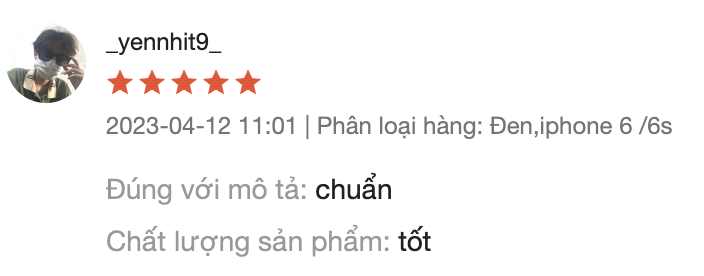 _yennhit9_
2023-04-12 11:01 | Phân loại hàng: Đen,iphone 6 /6s
Đúng với mô tả: chuẩn
Chất lượng sản phẩm: tốt